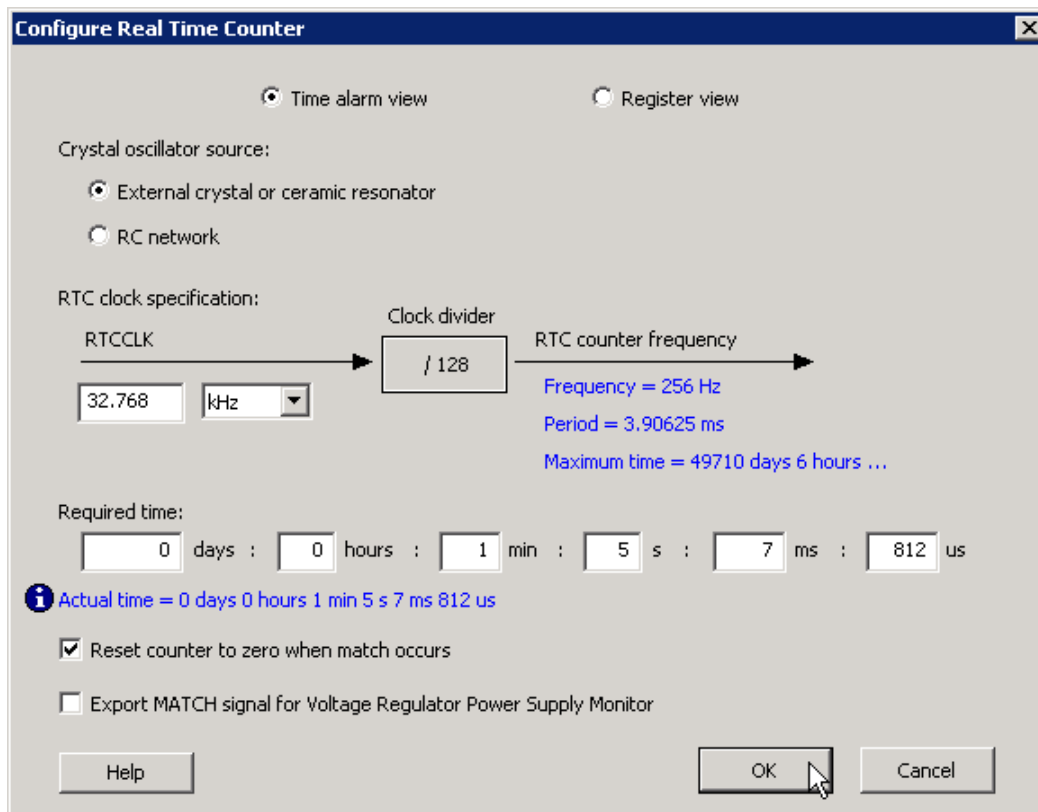 Configure Real Time Counter
Time alarm view Register view
Crystal oscillator source:
External crystal or ceramic resonator
RC network
RTC clock specification:
Clock divider
RTCCLK
/ 128
RTC counter frequency
32.768 kHz
Frequency = 256 Hz
Period = 3.90625 ms
Maximum time = 49710 days 6 hours ...
Required time:
0 days : 0 hours : 1 min : 5 s : 7 ms : 812 us
Actual time = 0 days 0 hours 1 min 5 s 7 ms 812 us
Reset counter to zero when match occurs
Export MATCH signal for Voltage Regulator Power Supply Monitor
Help OK Cancel